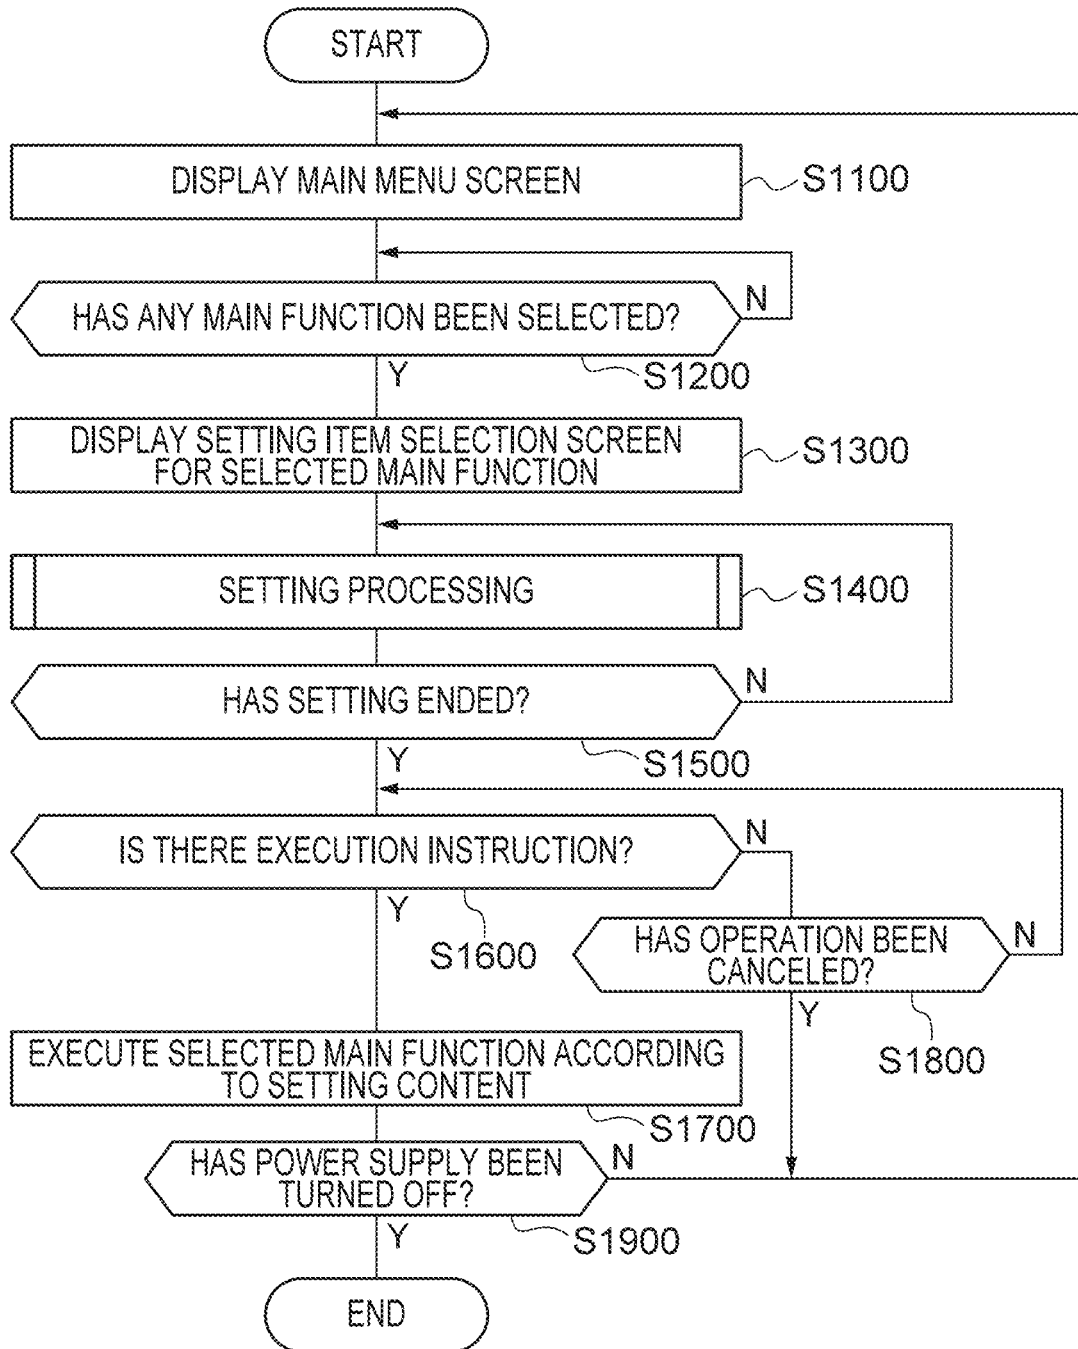 START
DISPLAY MAIN MENU SCREEN
S1100
HAS ANY MAIN FUNCTION BEEN SELECTED?
N
Y
S1200
DISPLAY SETTING ITEM SELECTION SCREEN
FOR SELECTED MAIN FUNCTION
S1300
SETTING PROCESSING
S1400
HAS SETTING ENDED?
N
Y
S1500
IS THERE EXECUTION INSTRUCTION?
N
Y
S1600
HAS OPERATION BEEN
CANCELED?
N
Y
S1800
EXECUTE SELECTED MAIN FUNCTION ACCORDING
TO SETTING CONTENT
S1700
HAS POWER SUPPLY BEEN
TURNED OFF?
N
Y
S1900
END